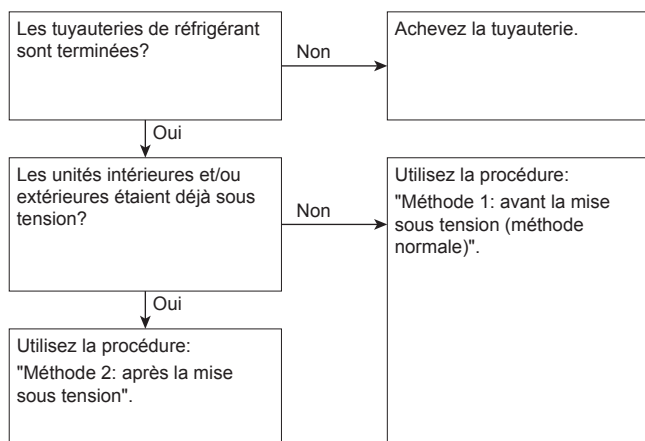 Les tuyauteries de réfrigérant
sont terminées?
Non
Achevez la tuyauterie.
Oui
Les unités intérieures et/ou
extérieures étaient déjà sous
tension?
Non
Utilisez la procédure:
"Méthode 1: avant la mise
sous tension (méthode
normale)".
Oui
Utilisez la procédure:
"Méthode 2: après la mise
sous tension".